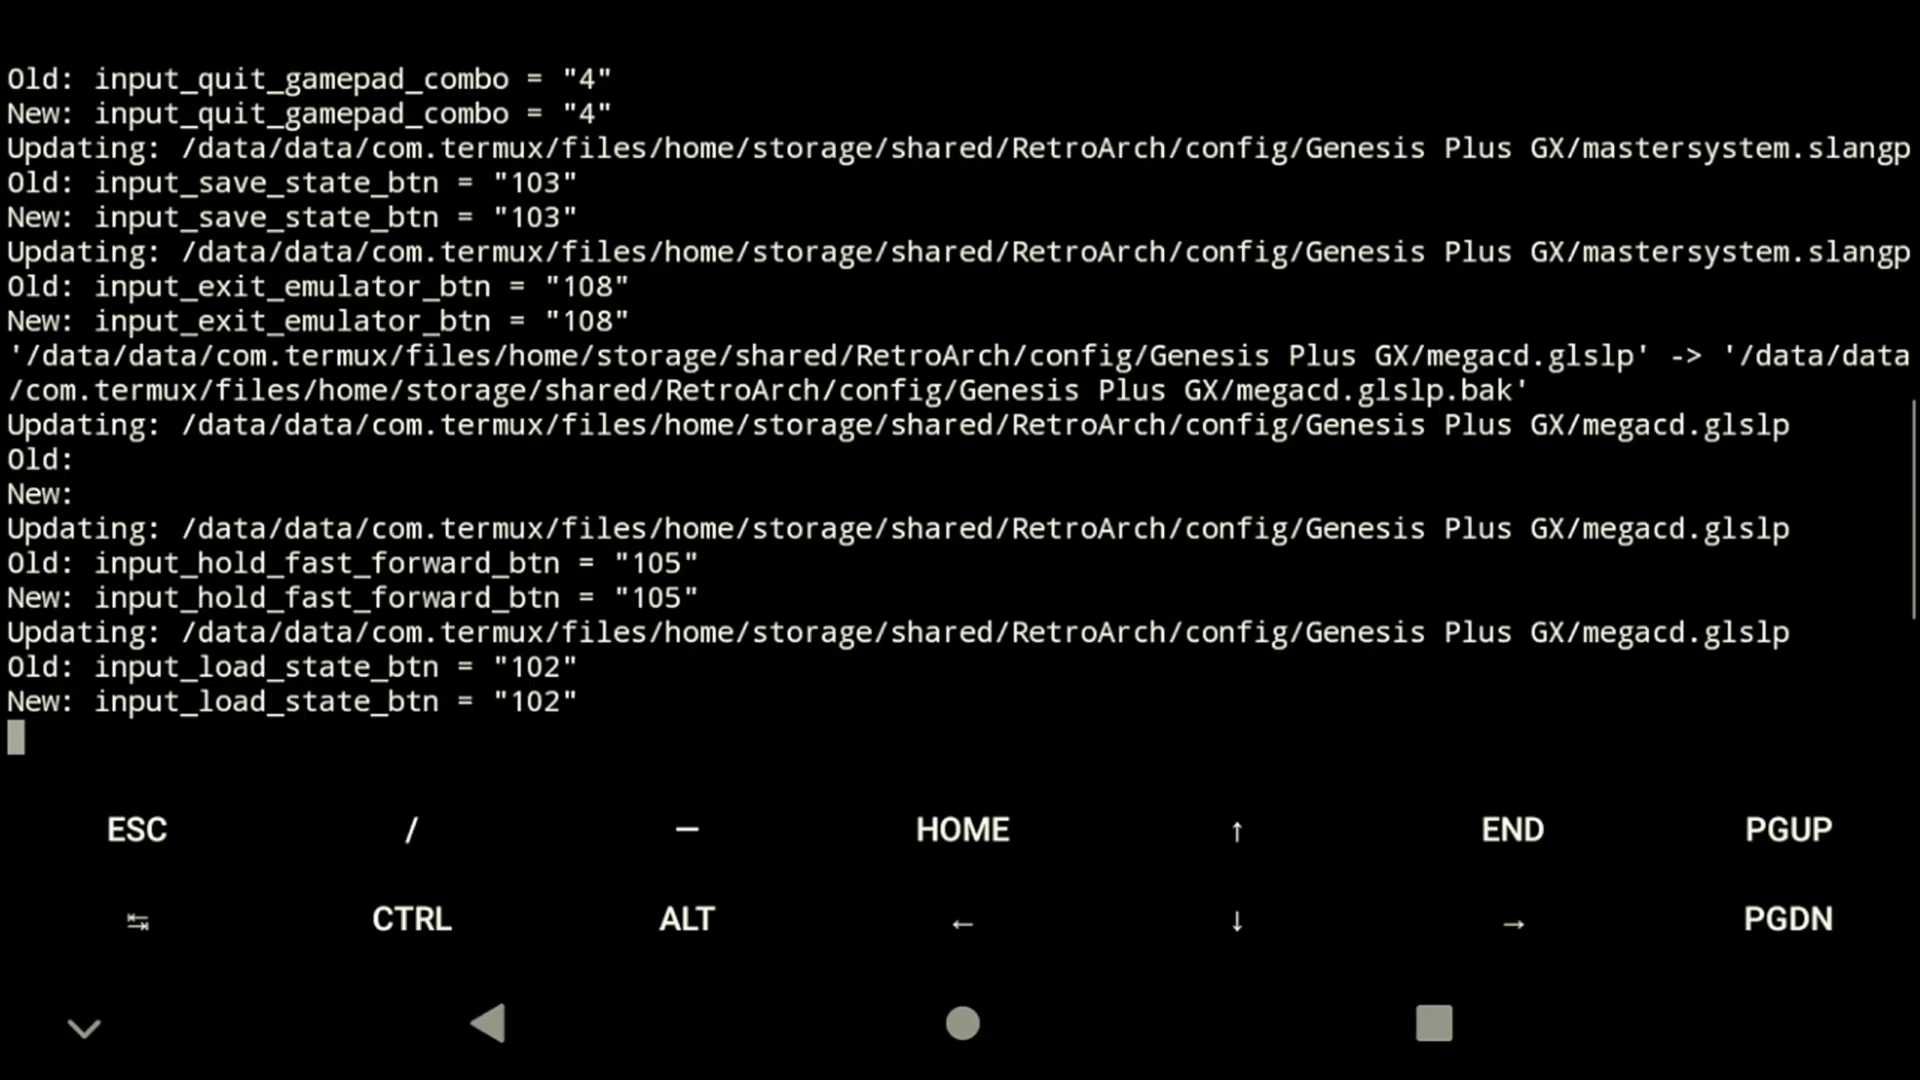 Old: input_quit_gamepad_combo = "4"
New: input_quit_gamepad_combo = "4"
Updating: /data/data/com.termux/files/home/storage/shared/RetroArch/config/Genesis Plus GX/mastersystem.slangp
Old: input_save_state_btn = "103"
New: input_save_state_btn = "103"
Updating: /data/data/com.termux/files/home/storage/shared/RetroArch/config/Genesis Plus GX/mastersystem.slangp
Old: input_exit_emulator_btn = "108"
New: input_exit_emulator_btn = "108"
'/data/data/com.termux/files/home/storage/shared/RetroArch/config/Genesis Plus GX/megacd.glslp' -> '/data/data
/com.termux/files/home/storage/shared/RetroArch/config/Genesis Plus GX/megacd.glslp.bak'
Updating: /data/data/com.termux/files/home/storage/shared/RetroArch/config/Genesis Plus GX/megacd.glslp
Old:
New:
Updating: /data/data/com.termux/files/home/storage/shared/RetroArch/config/Genesis Plus GX/megacd.glslp
Old: input_hold_fast_forward_btn = "105"
New: input_hold_fast_forward_btn = "105"
Updating: /data/data/com.termux/files/home/storage/shared/RetroArch/config/Genesis Plus GX/megacd.glslp
Old: input_load_state_btn = "102"
New: input_load_state_btn = "102"
ESC / — HOME ↑ END PGUP
↹ CTRL ALT ← ↓ → PGDN